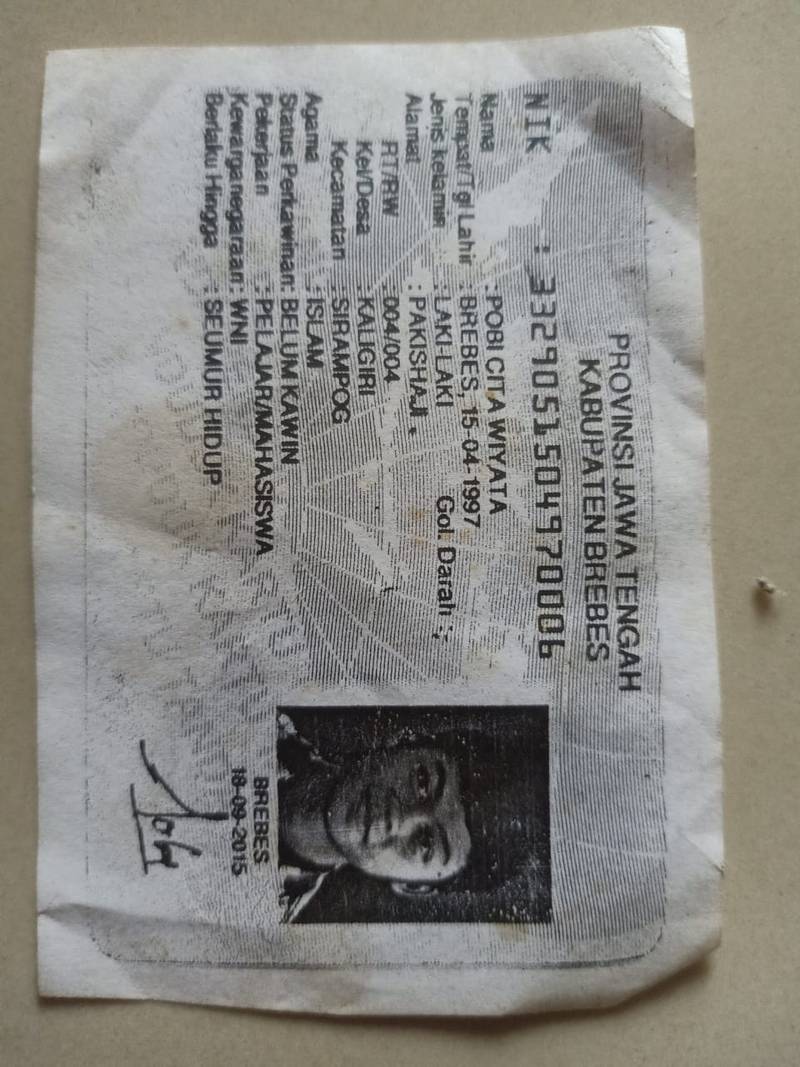 PROVINSI JAWA TENGAH
KABUPATEN BREBES
NIK : 3329051504970006
Nama : POBI CITA WIYATA
Tempat/Tgl Lahir : BREBES, 15-04-1997
Jenis kelamin : LAKI-LAKI Gol. Darah :-
Alamat : PAKISHAJI
RT/RW : 004/004
Kel/Desa : KALIGIRI
Kecamatan : SIRAMPOG
Agama : ISLAM
Status Perkawinan: BELUM KAWIN
Pekerjaan : PELAJAR/MAHASISWA
Kewarganegaraan: WNI
Berlaku Hingga : SEUMUR HIDUP
BREBES
18-09-2015